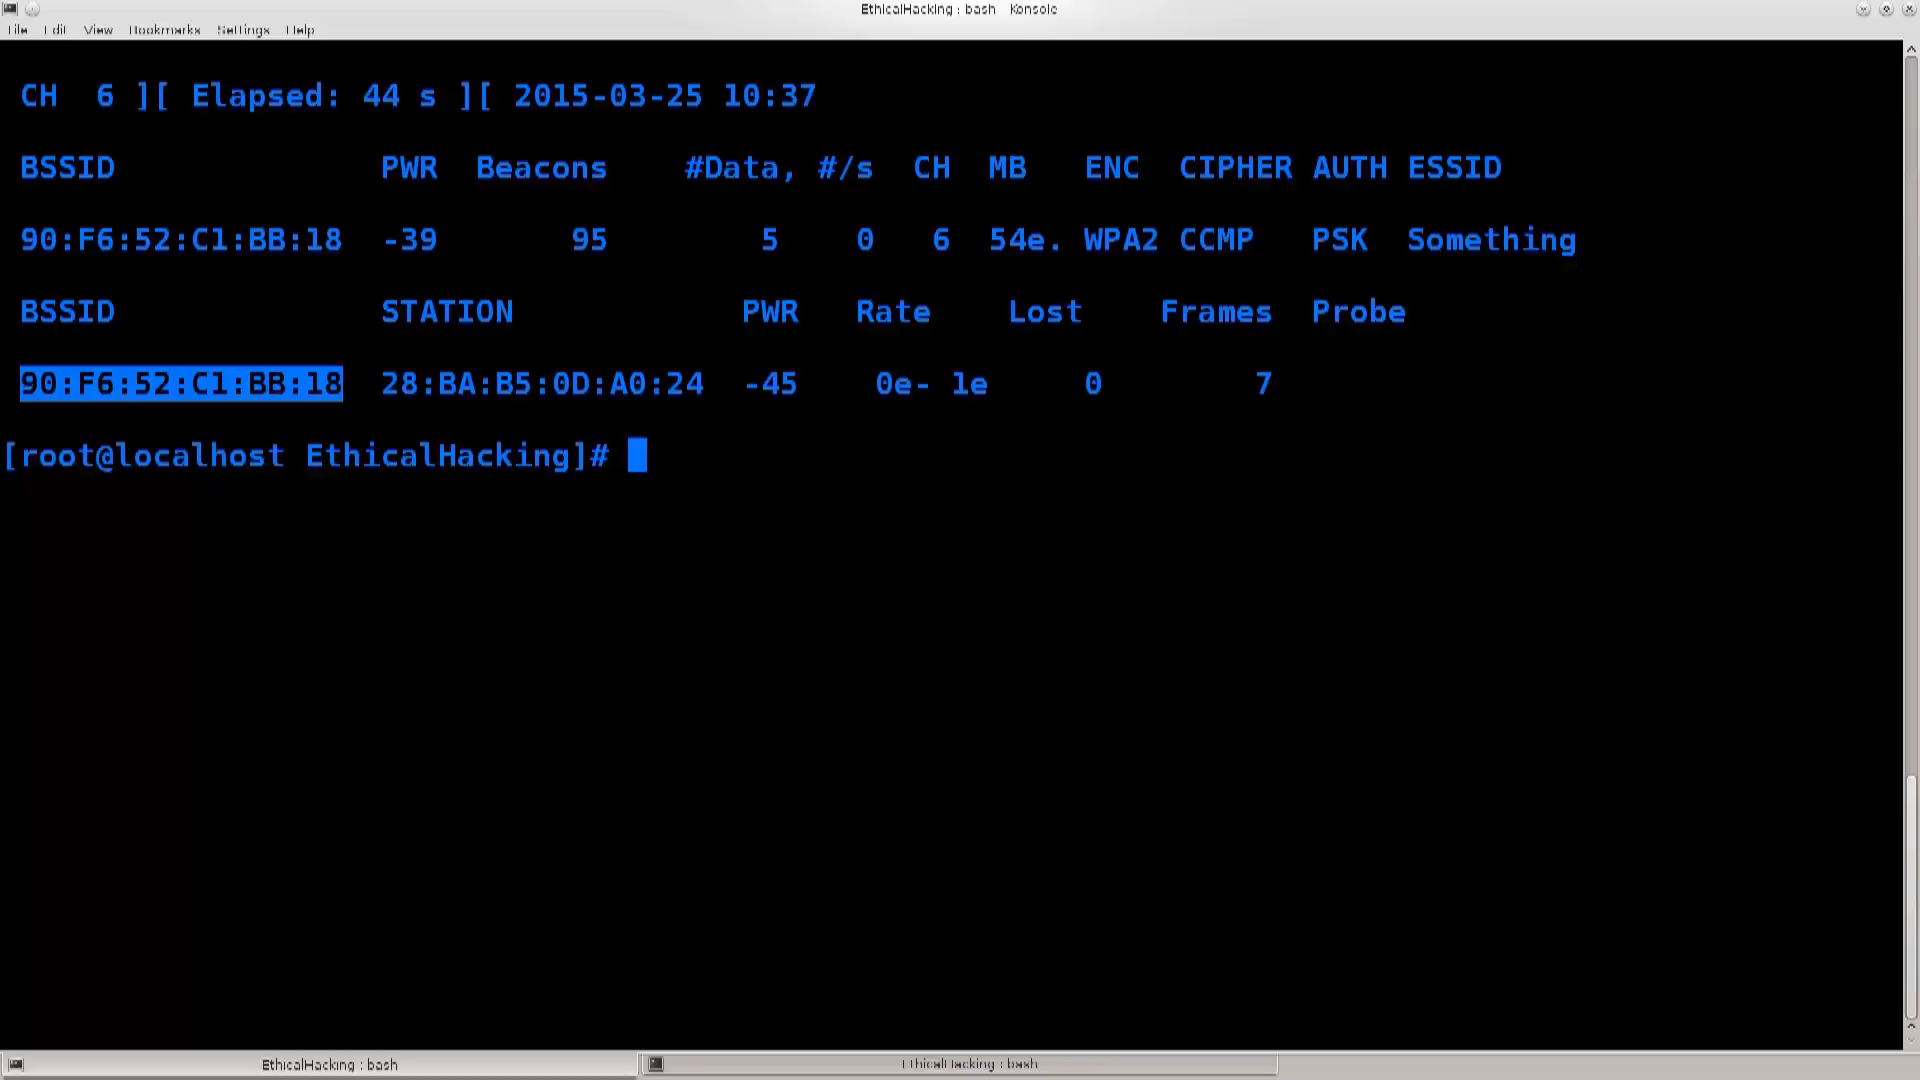 EthicalHacking : bash   Konsole
File Edit View Bookmarks Settings Help
CH 6 ][ Elapsed: 44 s ][ 2015-03-25 10:37
BSSID PWR Beacons #Data, #/s CH MB ENC CIPHER AUTH ESSID
90:F6:52:C1:BB:18 -39 95 5 0 6 54e. WPA2 CCMP PSK Something
BSSID STATION PWR Rate Lost Frames Probe
90:F6:52:C1:BB:18 28:BA:B5:0D:A0:24 -45 0e- 1e 0 7
[root@localhost EthicalHacking]#
EthicalHacking : bash EthicalHacking : bash